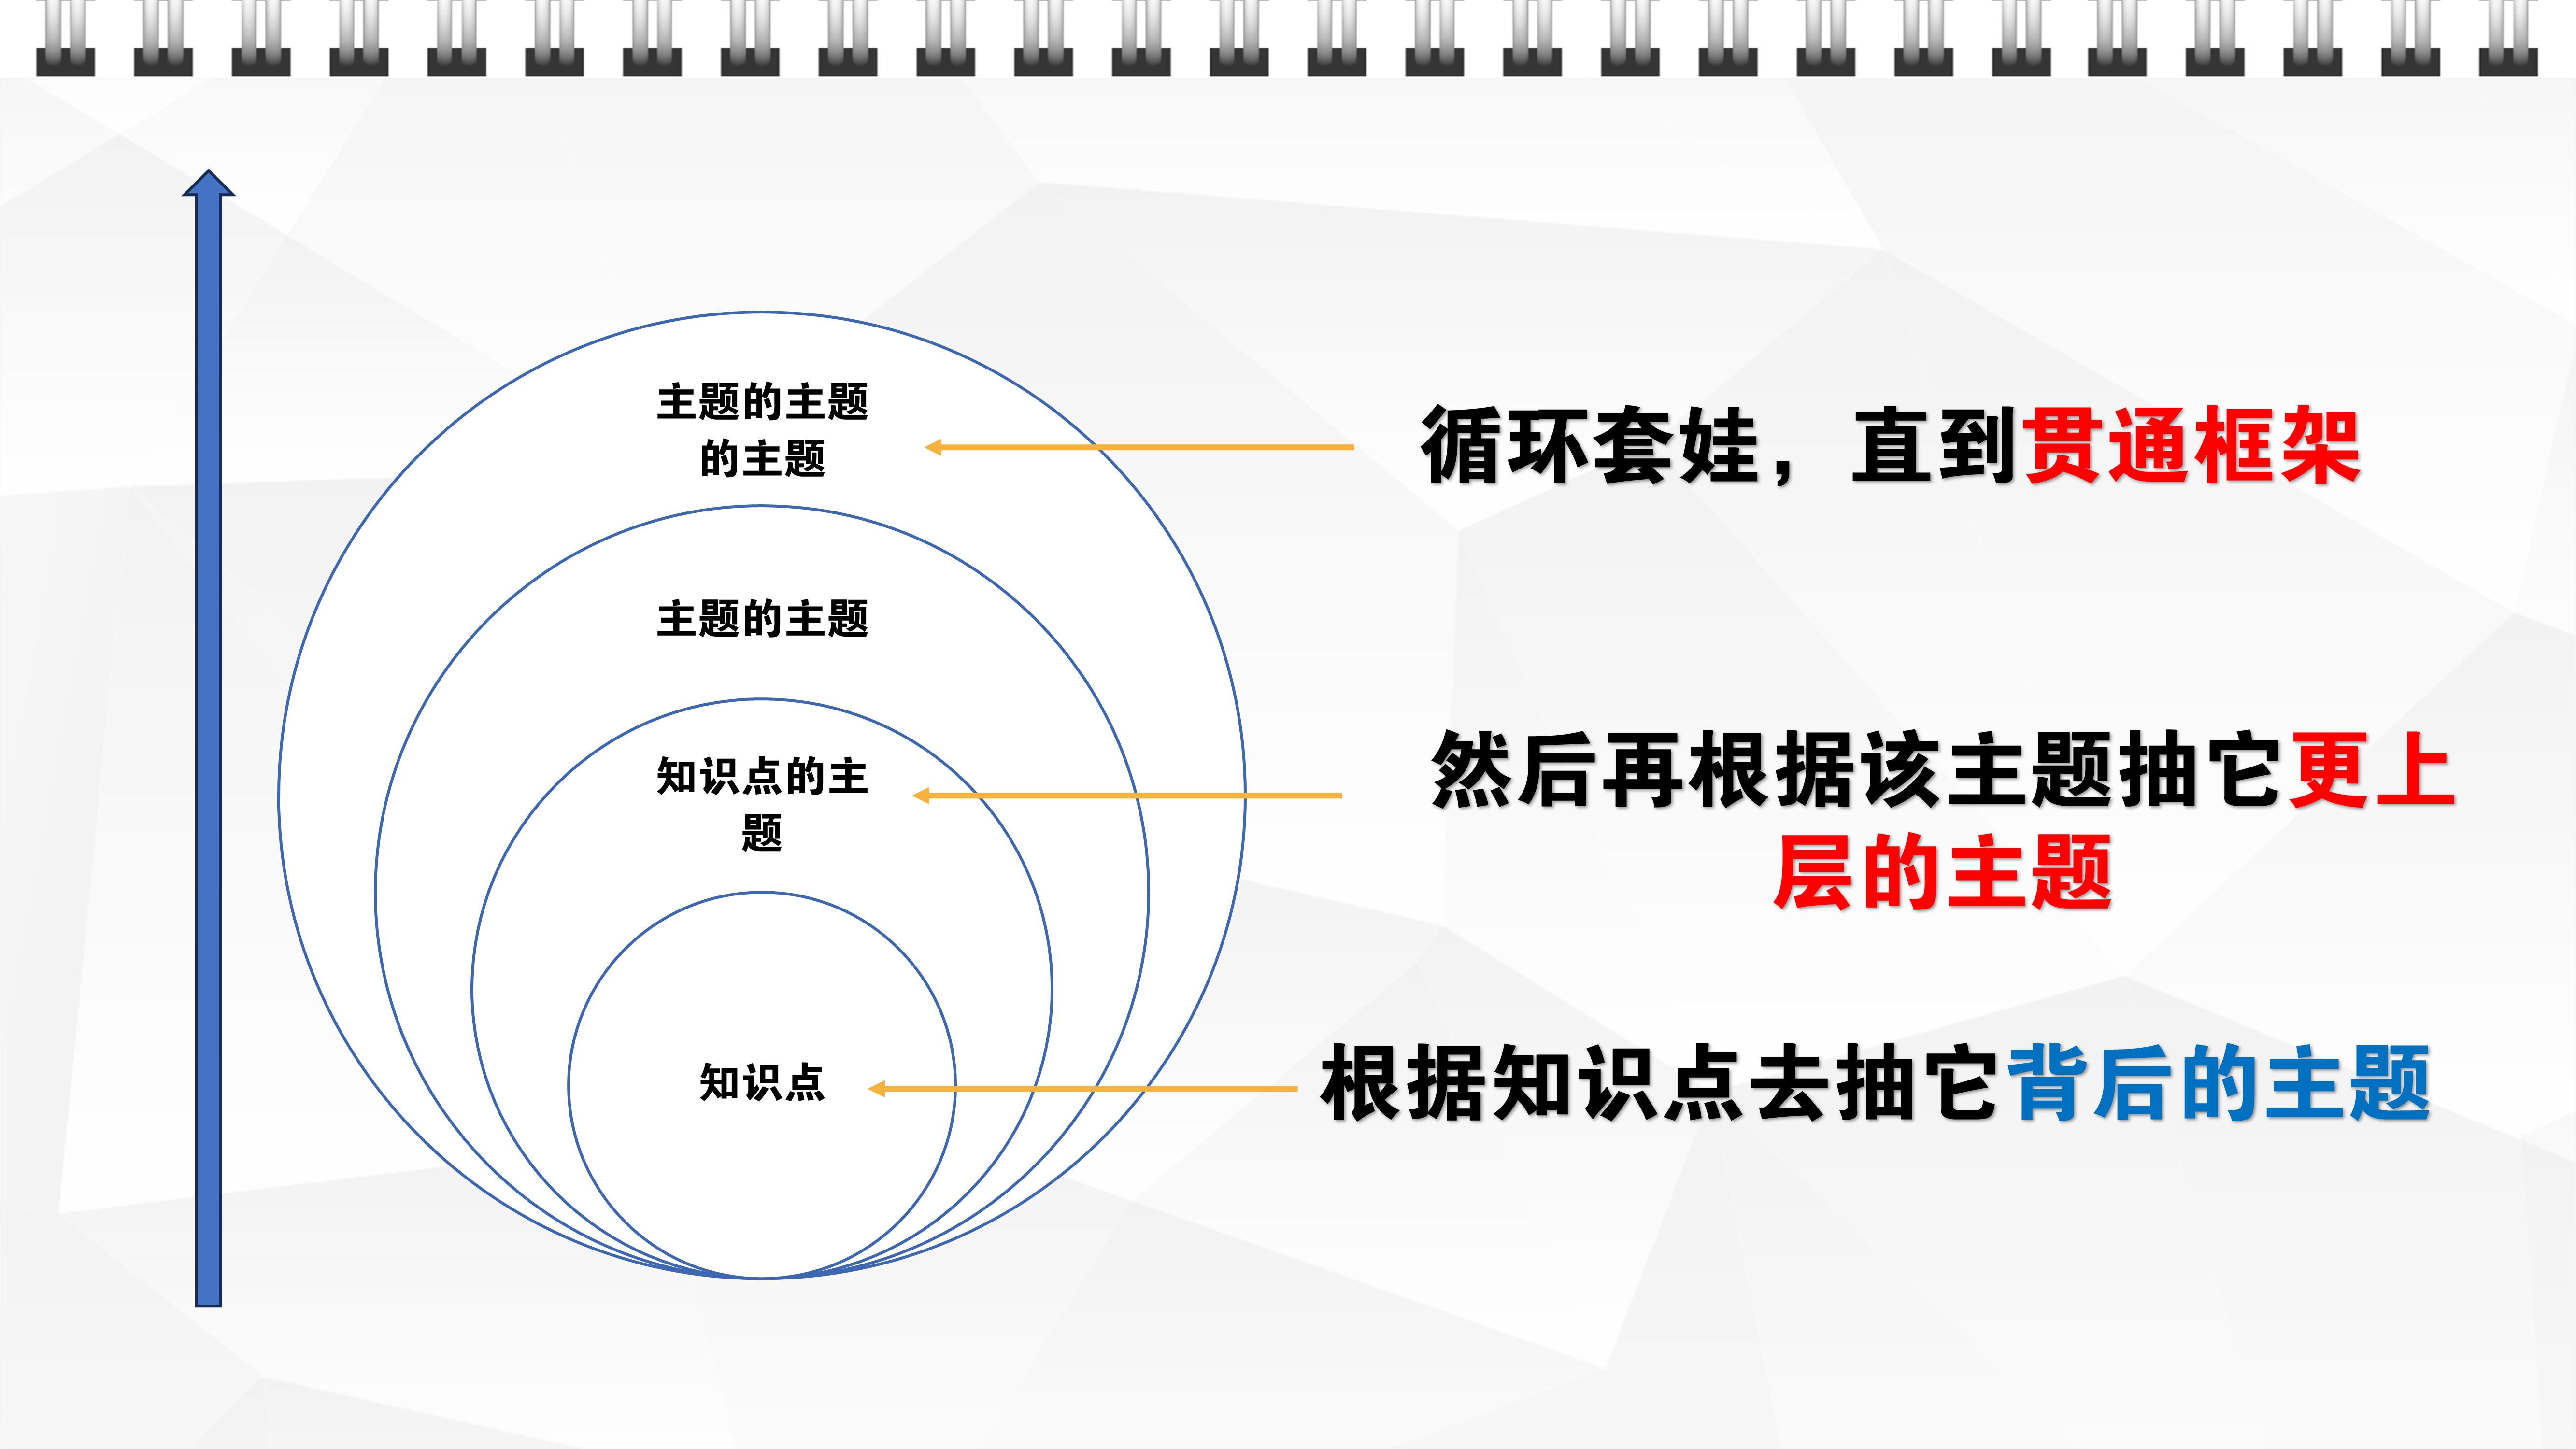 主题的主题
的主题
循环套娃，直到贯通框架
主题的主题
知识点的主
题
然后再根据该主题抽它更上
层的主题
知识点
根据知识点去抽它背后的主题